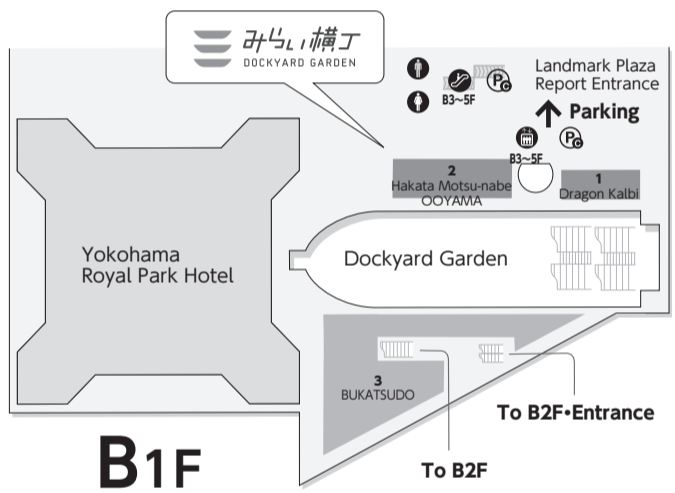 みらい横丁
DOCKYARD GARDEN
Landmark Plaza
Report Entrance
Parking
B3~5F
B3~5F
2
Hakata Motsu-nabe
OOYAMA
1
Dragon Kalbi
Yokohama
Royal Park Hotel
Dockyard Garden
3
BUKATSUDO
To B2F•Entrance
To B2F
B1F